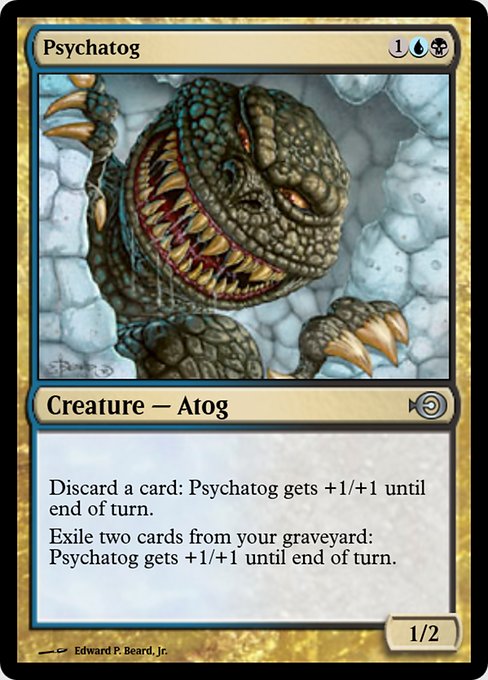 Psychatog
1
Creature — Atog
Discard a card: Psychatog gets +1/+1 until
end of turn.
Exile two cards from your graveyard:
Psychatog gets +1/+1 until end of turn.
1/2
Edward P. Beard, Jr.